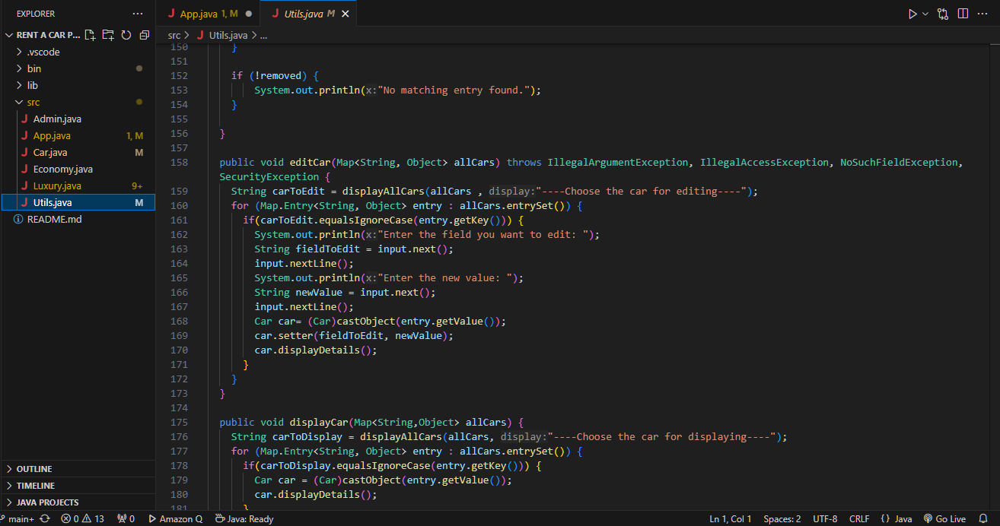 EXPLORER
RENT A CAR P...
.vscode
bin
lib
src
Admin.java
App.java 1, M
Car.java M
Economy.java
Luxury.java 9+
Utils.java M
README.md
OUTLINE
TIMELINE
JAVA PROJECTS
App.java 1, M
Utils.java M
src > Utils.java > ...
150 }
151
152 if (!removed) {
153 System.out.println(x:"No matching entry found.");
154 }
155
156 }
157
158 public void editCar(Map<String, Object> allCars) throws IllegalArgumentException, IllegalAccessException, NoSuchFieldException,
SecurityException {
159 String carToEdit = displayAllCars(allCars , display:"----Choose the car for editing----");
160 for (Map.Entry<String, Object> entry : allCars.entrySet()) {
161 if(carToEdit.equalsIgnoreCase(entry.getKey())) {
162 System.out.println(x:"Enter the field you want to edit: ");
163 String fieldToEdit = input.next();
164 input.nextLine();
165 System.out.println(x:"Enter the new value: ");
166 String newValue = input.next();
167 input.nextLine();
168 Car car= (Car)castObject(entry.getValue());
169 car.setter(fieldToEdit, newValue);
170 car.displayDetails();
171 }
172 }
173 }
174
175 public void displayCar(Map<String,Object> allCars) {
176 String carToDisplay = displayAllCars(allCars, display:"----Choose the car for displaying----");
177 for (Map.Entry<String, Object> entry : allCars.entrySet()) {
178 if(carToDisplay.equalsIgnoreCase(entry.getKey())) {
179 Car car = (Car)castObject(entry.getValue());
180 car.displayDetails();
181 }
main+ 0 13 0 Amazon Q Java: Ready Ln 1, Col 1 Spaces: 2 UTF-8 CRLF {} Java Go Live